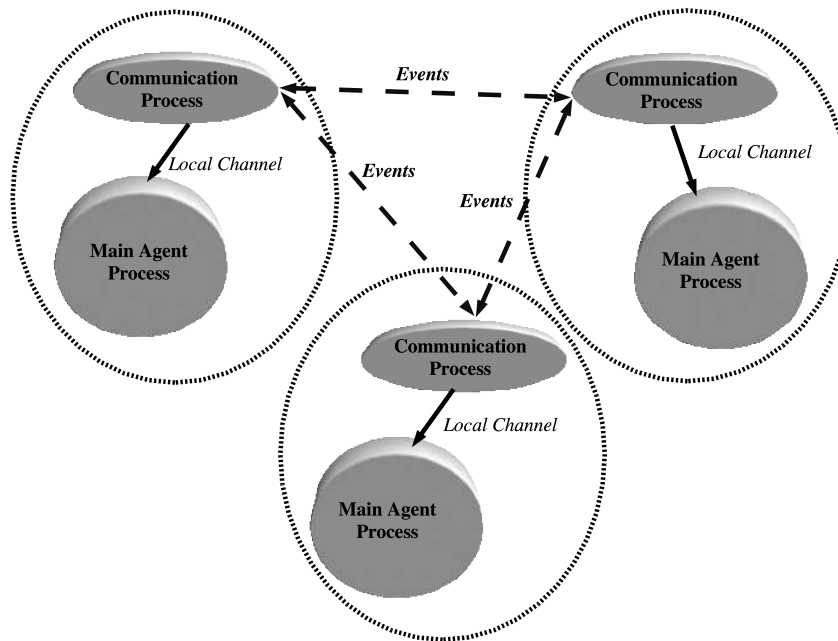 Communication
Process
Events
Communication
Process
Local Channel
Local Channel
Events
Events
Main Agent
Process
Main Agent
Process
Communication
Process
Local Channel
Main Agent
Process